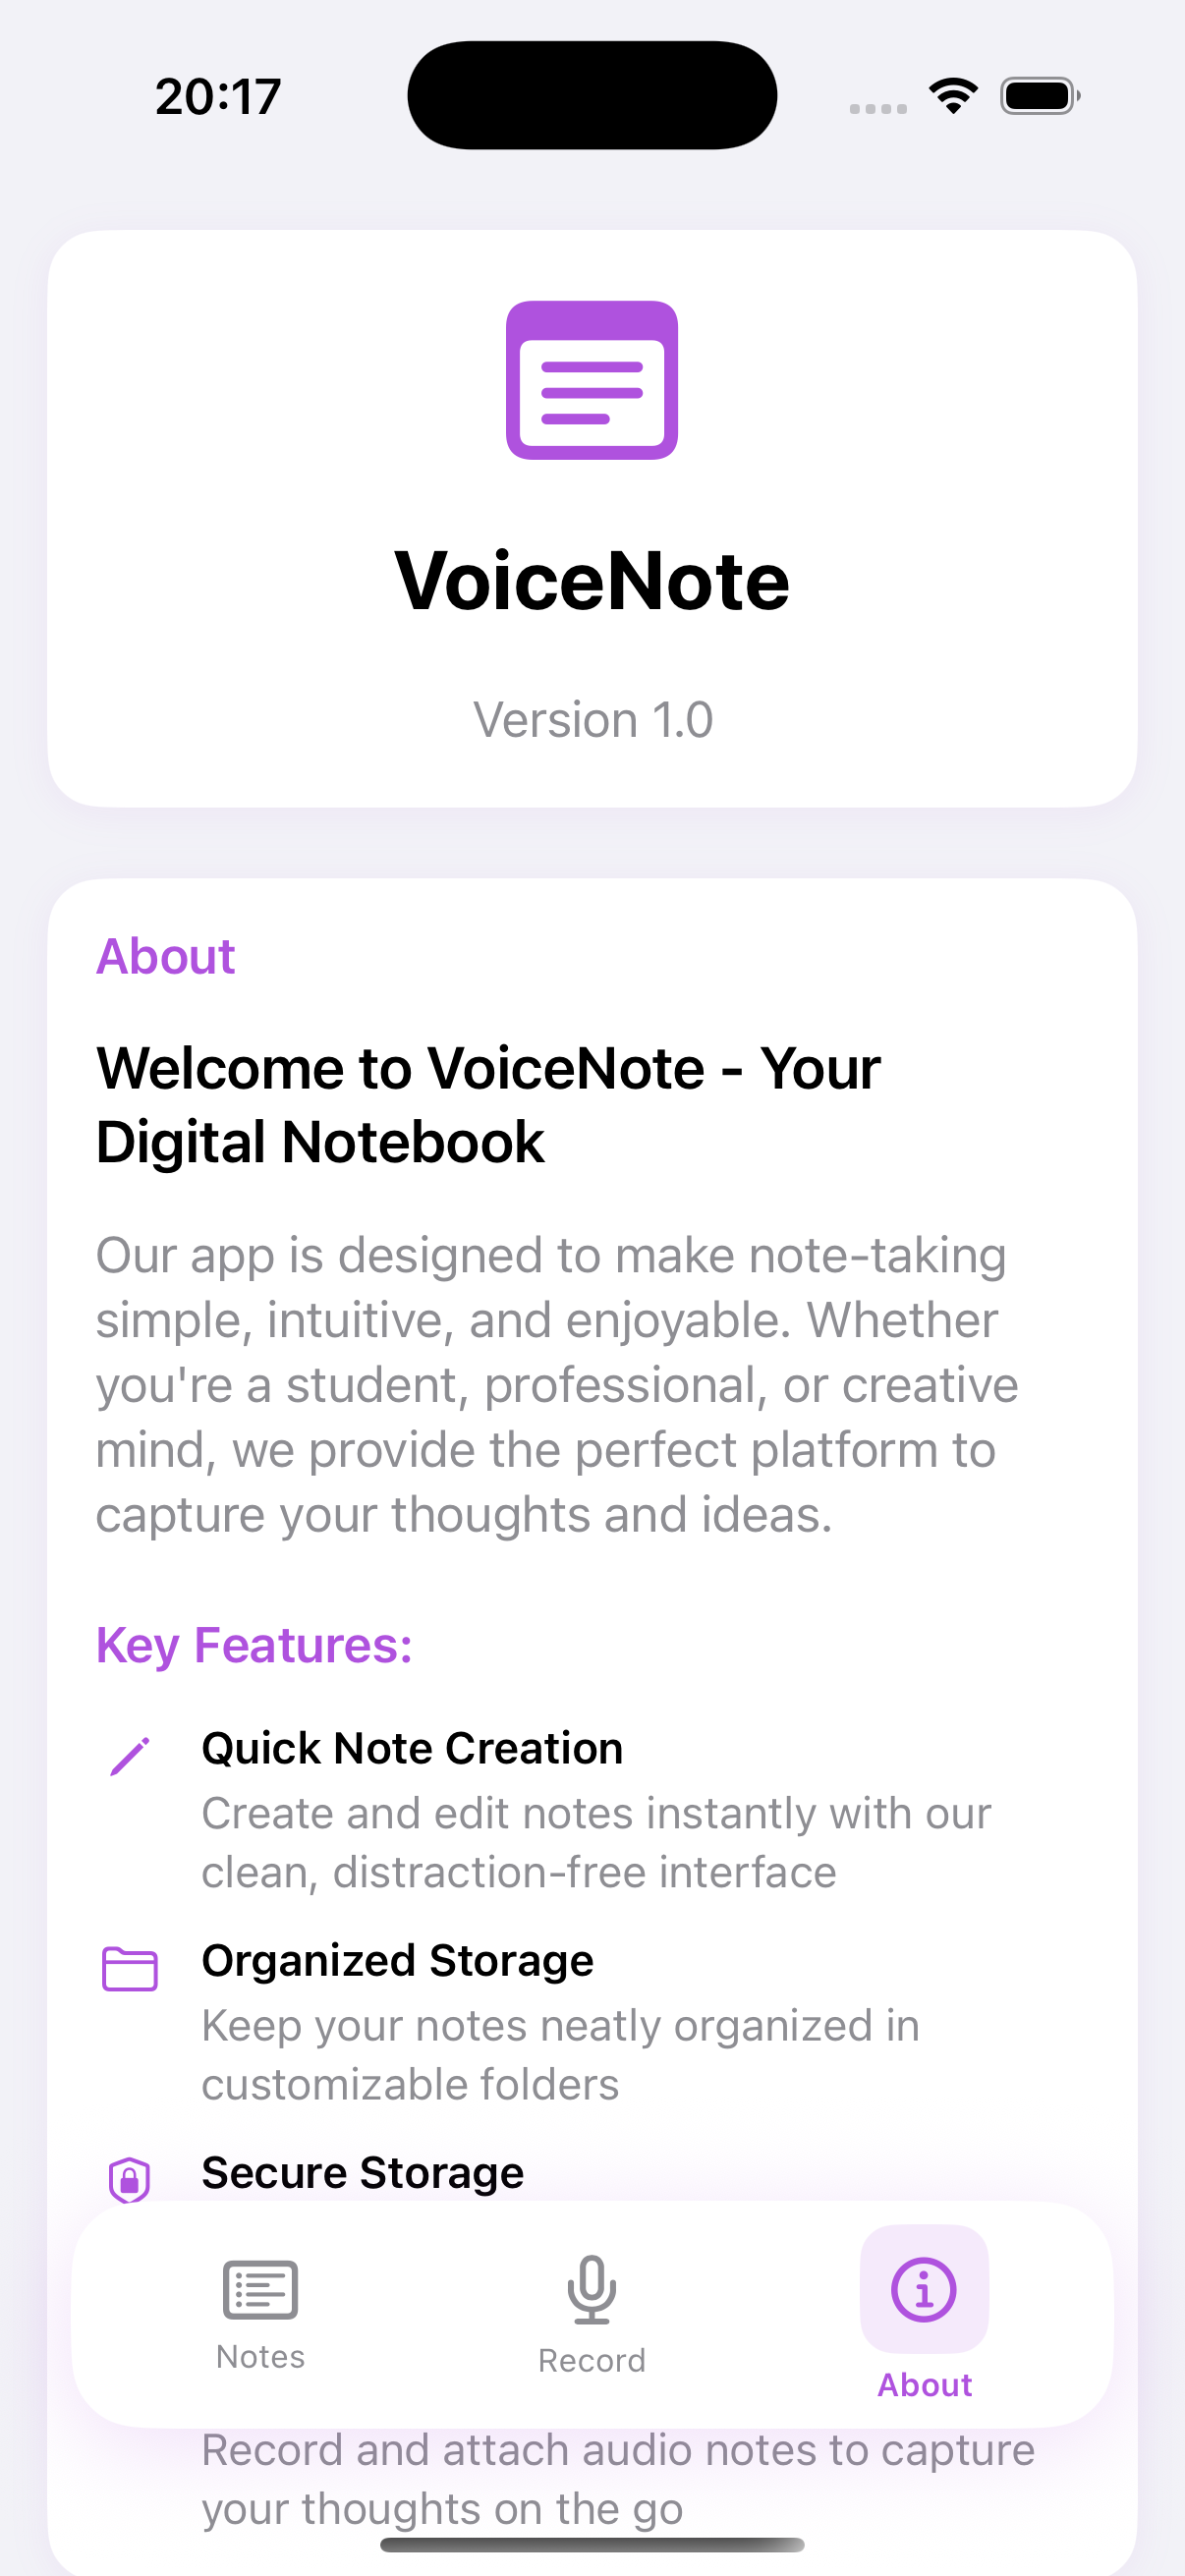 20:17
VoiceNote
Version 1.0
About
Welcome to VoiceNote - Your
Digital Notebook
Our app is designed to make note-taking
simple, intuitive, and enjoyable. Whether
you're a student, professional, or creative
mind, we provide the perfect platform to
capture your thoughts and ideas.
Key Features:
Quick Note Creation
Create and edit notes instantly with our
clean, distraction-free interface
Organized Storage
Keep your notes neatly organized in
customizable folders
Secure Storage
Notes
Record
About
Record and attach audio notes to capture
your thoughts on the go